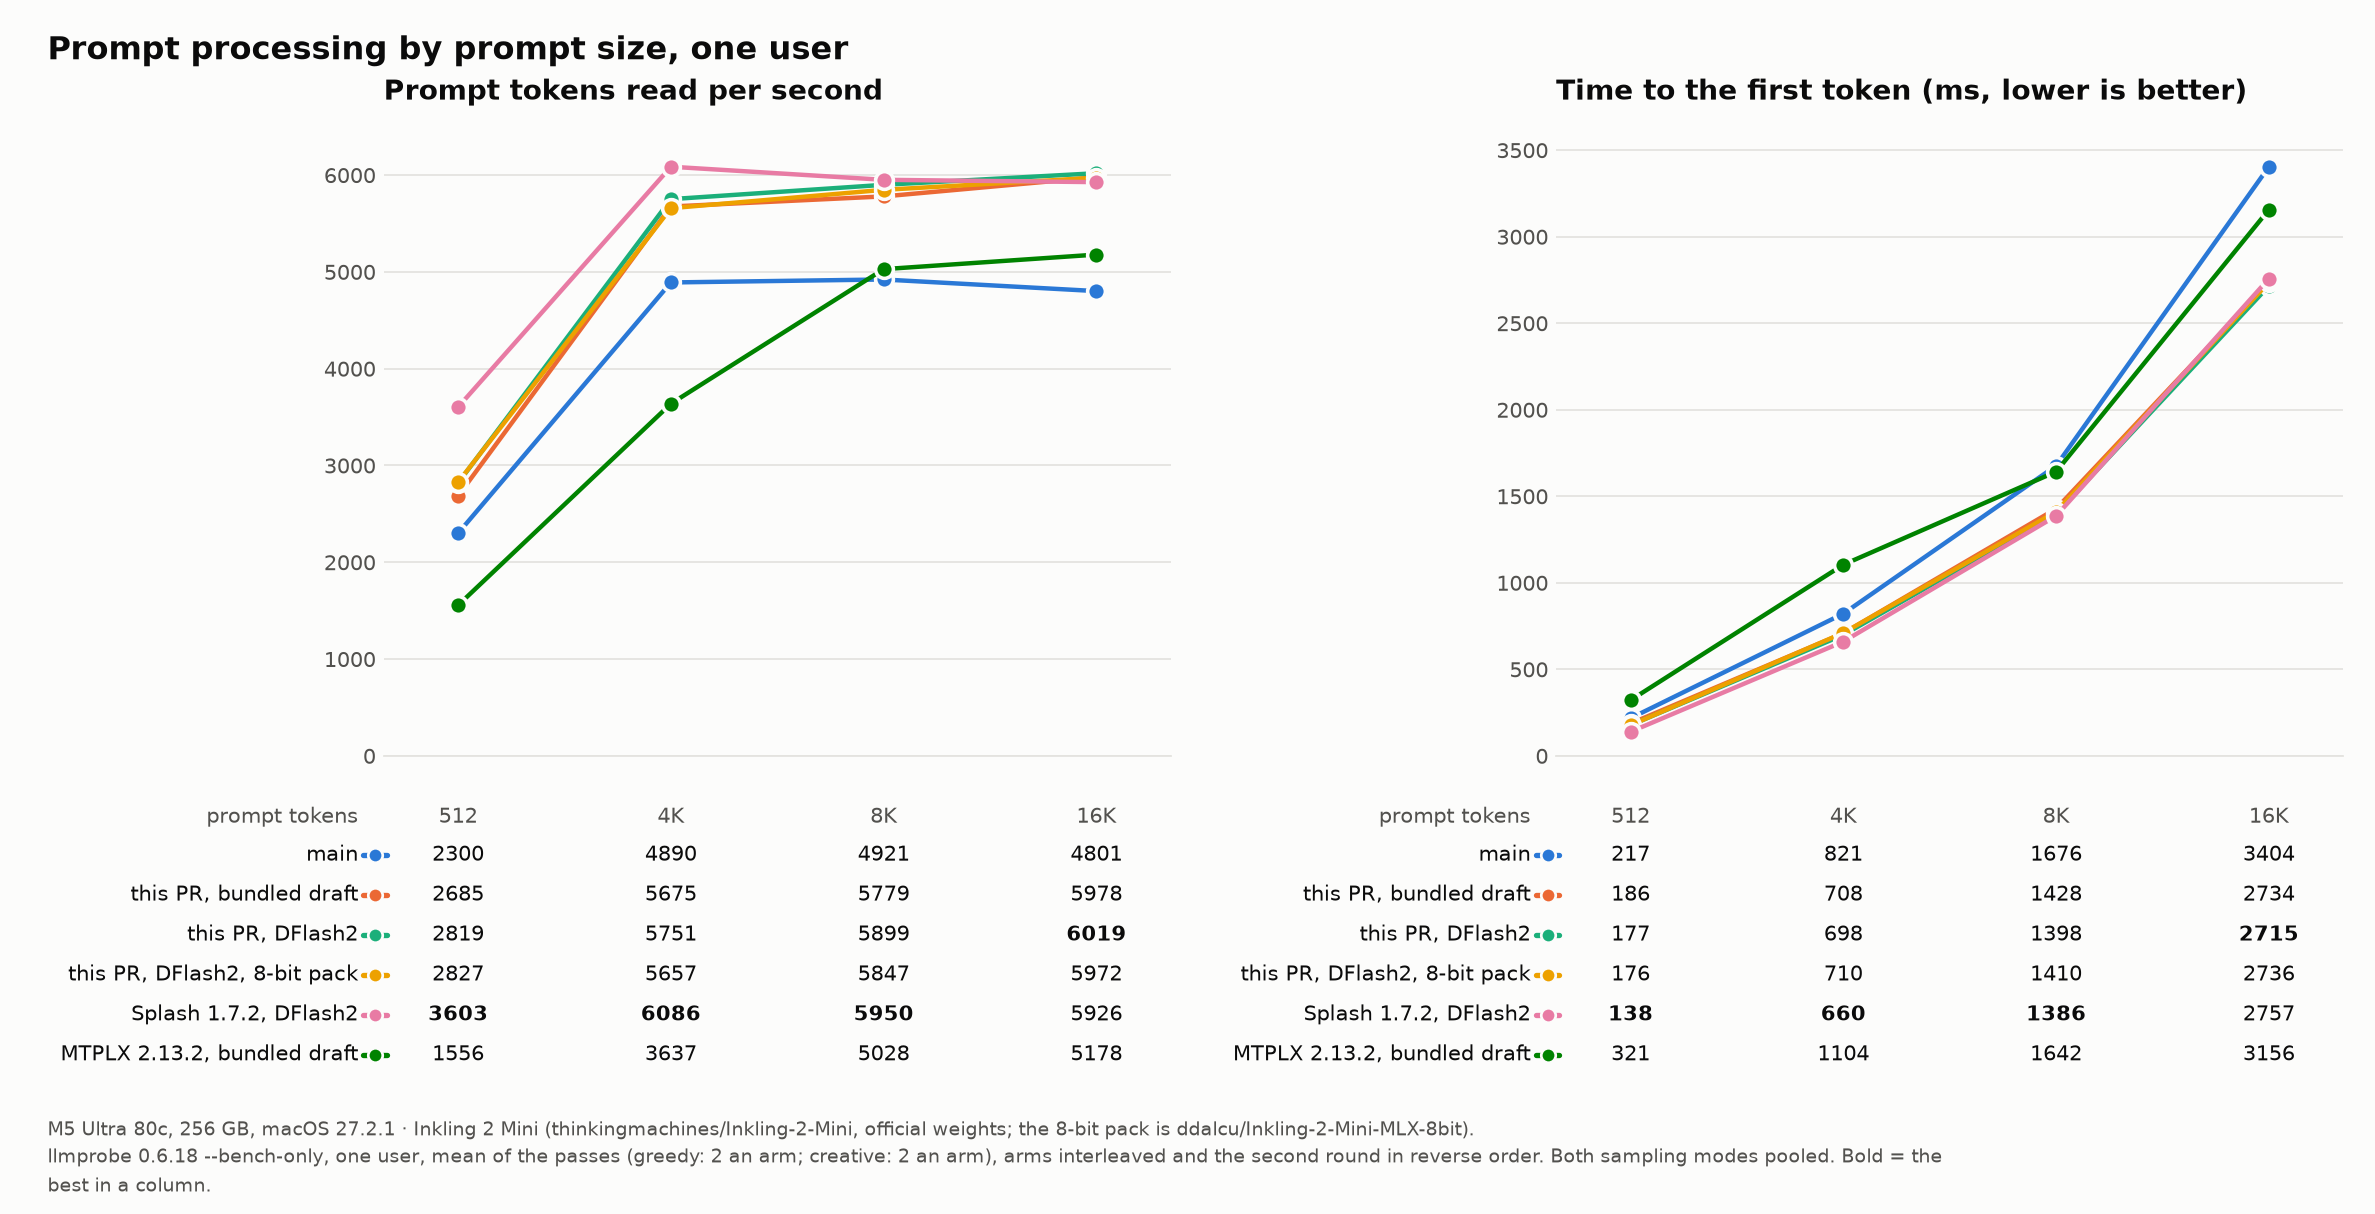 Prompt processing by prompt size, one user
Prompt tokens read per second
6000
5000
4000
3000
2000
1000
0
prompt tokens 512 4K 8K 16K
main 2300 4890 4921 4801
this PR, bundled draft 2685 5675 5779 5978
this PR, DFlash2 2819 5751 5899 6019
this PR, DFlash2, 8-bit pack 2827 5657 5847 5972
Splash 1.7.2, DFlash2 3603 6086 5950 5926
MTPLX 2.13.2, bundled draft 1556 3637 5028 5178
Time to the first token (ms, lower is better)
3500
3000
2500
2000
1500
1000
500
0
prompt tokens 512 4K 8K 16K
main 217 821 1676 3404
this PR, bundled draft 186 708 1428 2734
this PR, DFlash2 177 698 1398 2715
this PR, DFlash2, 8-bit pack 176 710 1410 2736
Splash 1.7.2, DFlash2 138 660 1386 2757
MTPLX 2.13.2, bundled draft 321 1104 1642 3156
M5 Ultra 80c, 256 GB, macOS 27.2.1 · Inkling 2 Mini (thinkingmachines/Inkling-2-Mini, official weights; the 8-bit pack is ddalcu/Inkling-2-Mini-MLX-8bit).
llmprobe 0.6.18 --bench-only, one user, mean of the passes (greedy: 2 an arm; creative: 2 an arm), arms interleaved and the second round in reverse order. Both sampling modes pooled. Bold = the
best in a column.